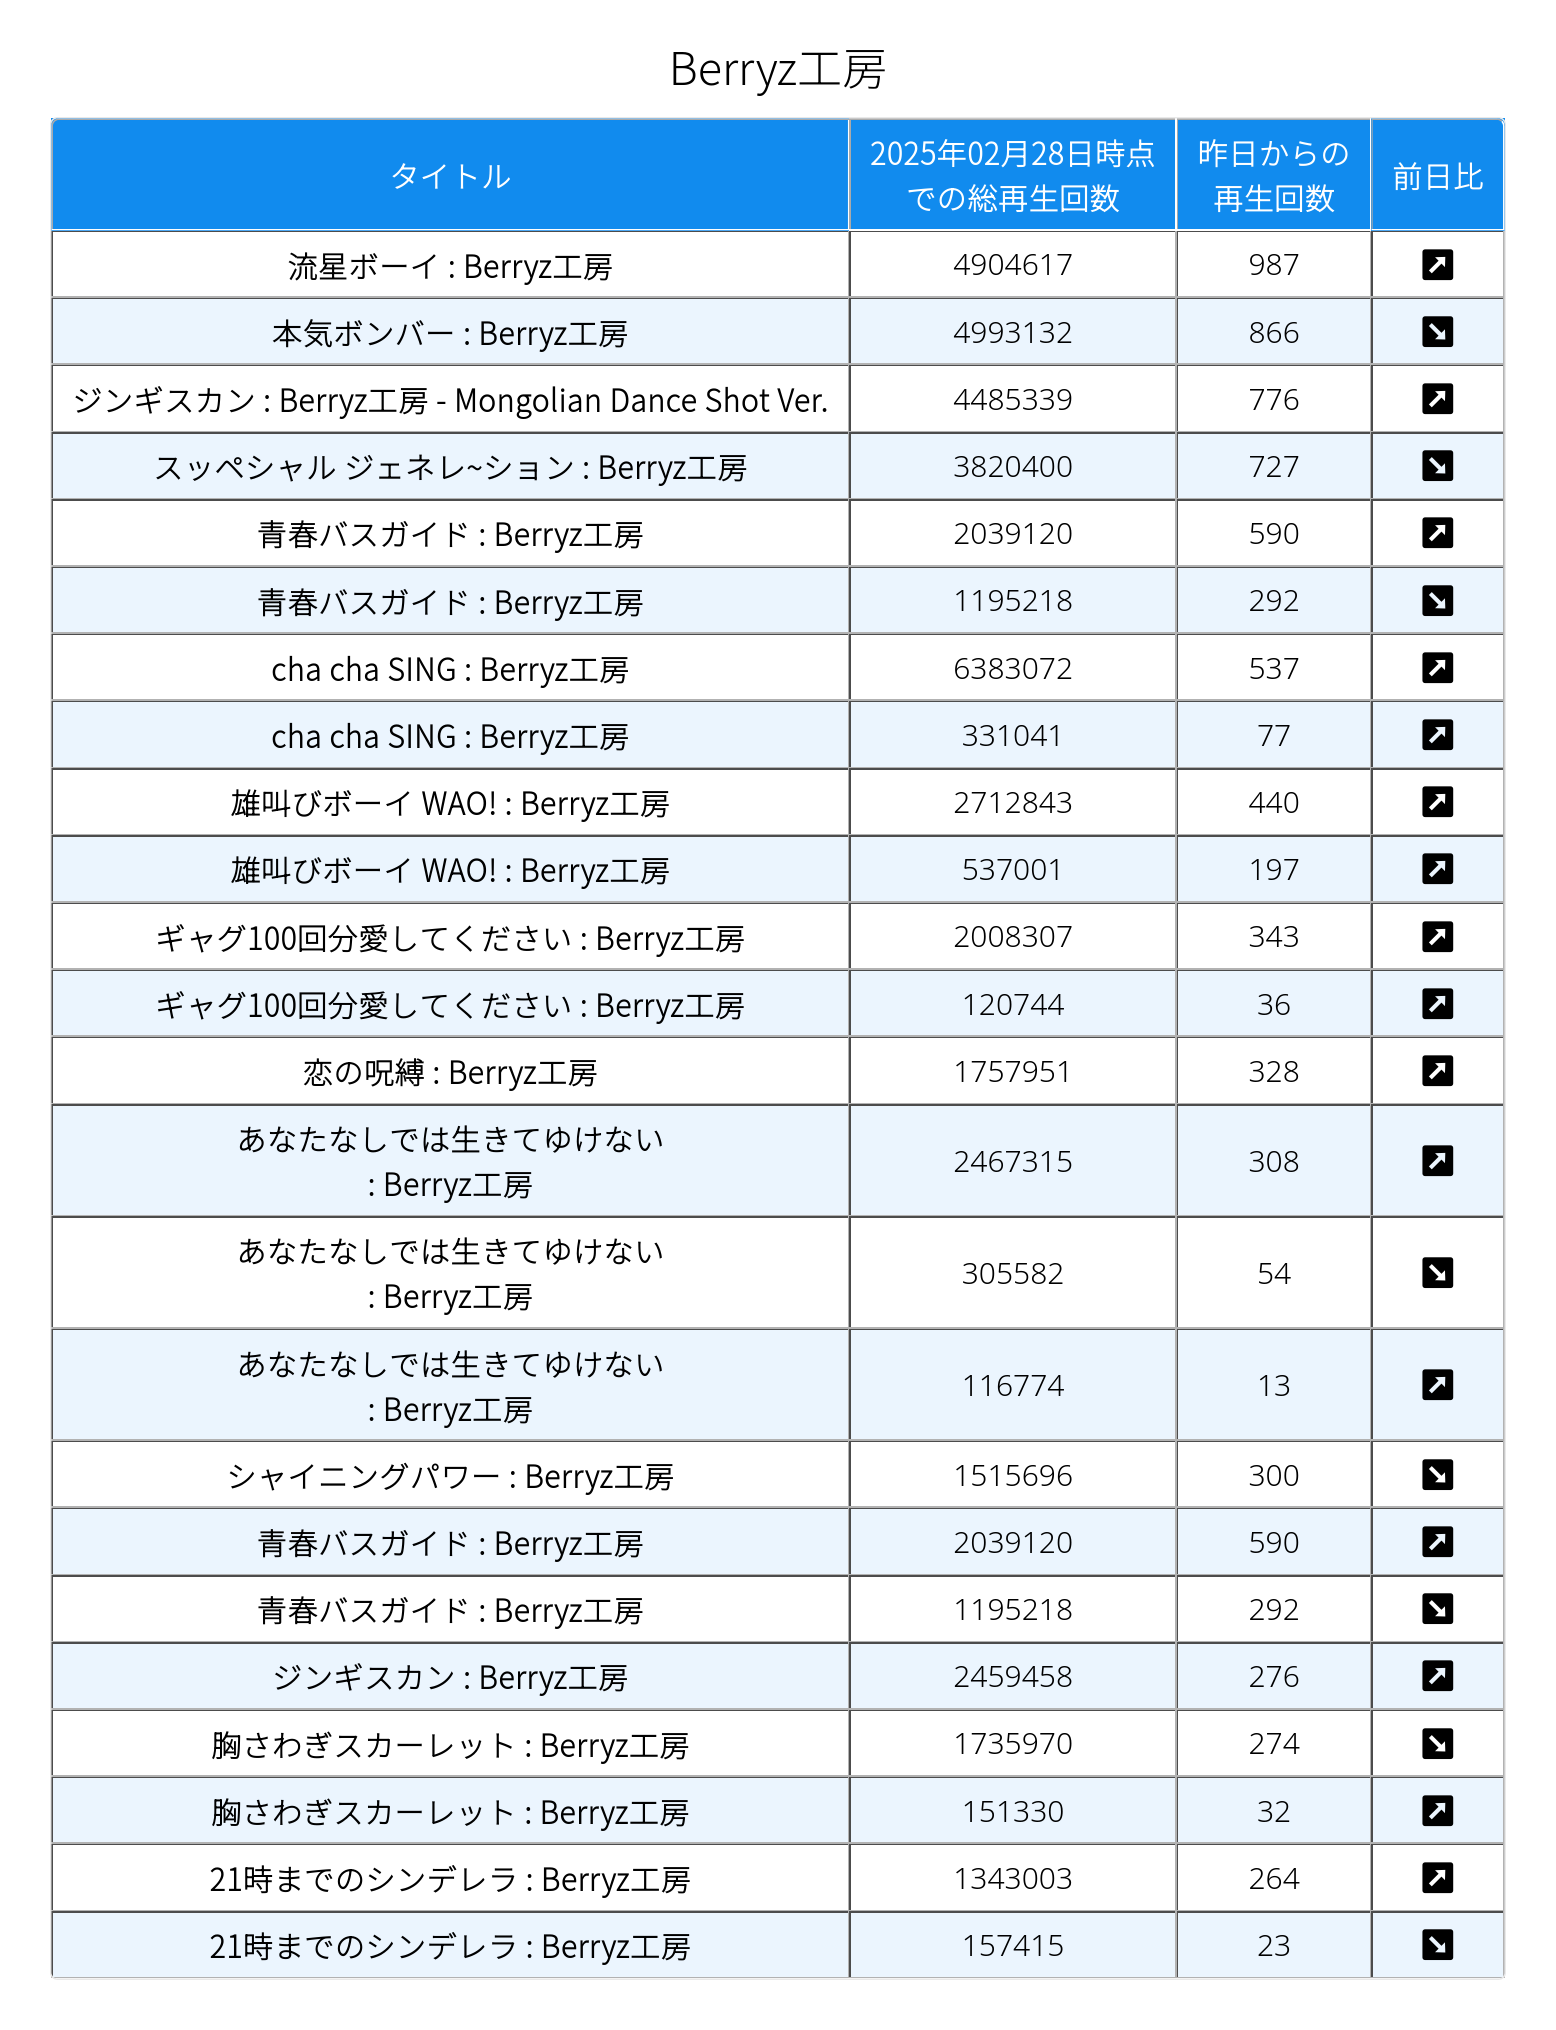 Berryz工房
タイトル
2025年02月28日時点
での総再生回数
昨日からの
再生回数
前日比
流星ボーイ : Berryz工房 4904617 987
本気ボンバー : Berryz工房 4993132 866
ジンギスカン : Berryz工房 - Mongolian Dance Shot Ver. 4485339 776
スッペシャル ジェネレ~ション : Berryz工房 3820400 727
青春バスガイド : Berryz工房 2039120 590
青春バスガイド : Berryz工房 1195218 292
cha cha SING : Berryz工房 6383072 537
cha cha SING : Berryz工房 331041 77
雄叫びボーイ WAO! : Berryz工房 2712843 440
雄叫びボーイ WAO! : Berryz工房 537001 197
ギャグ100回分愛してください : Berryz工房 2008307 343
ギャグ100回分愛してください : Berryz工房 120744 36
恋の呪縛 : Berryz工房 1757951 328
あなたなしでは生きてゆけない
: Berryz工房 2467315 308
あなたなしでは生きてゆけない
: Berryz工房 305582 54
あなたなしでは生きてゆけない
: Berryz工房 116774 13
シャイニングパワー : Berryz工房 1515696 300
青春バスガイド : Berryz工房 2039120 590
青春バスガイド : Berryz工房 1195218 292
ジンギスカン : Berryz工房 2459458 276
胸さわぎスカーレット : Berryz工房 1735970 274
胸さわぎスカーレット : Berryz工房 151330 32
21時までのシンデレラ : Berryz工房 1343003 264
21時までのシンデレラ : Berryz工房 157415 23